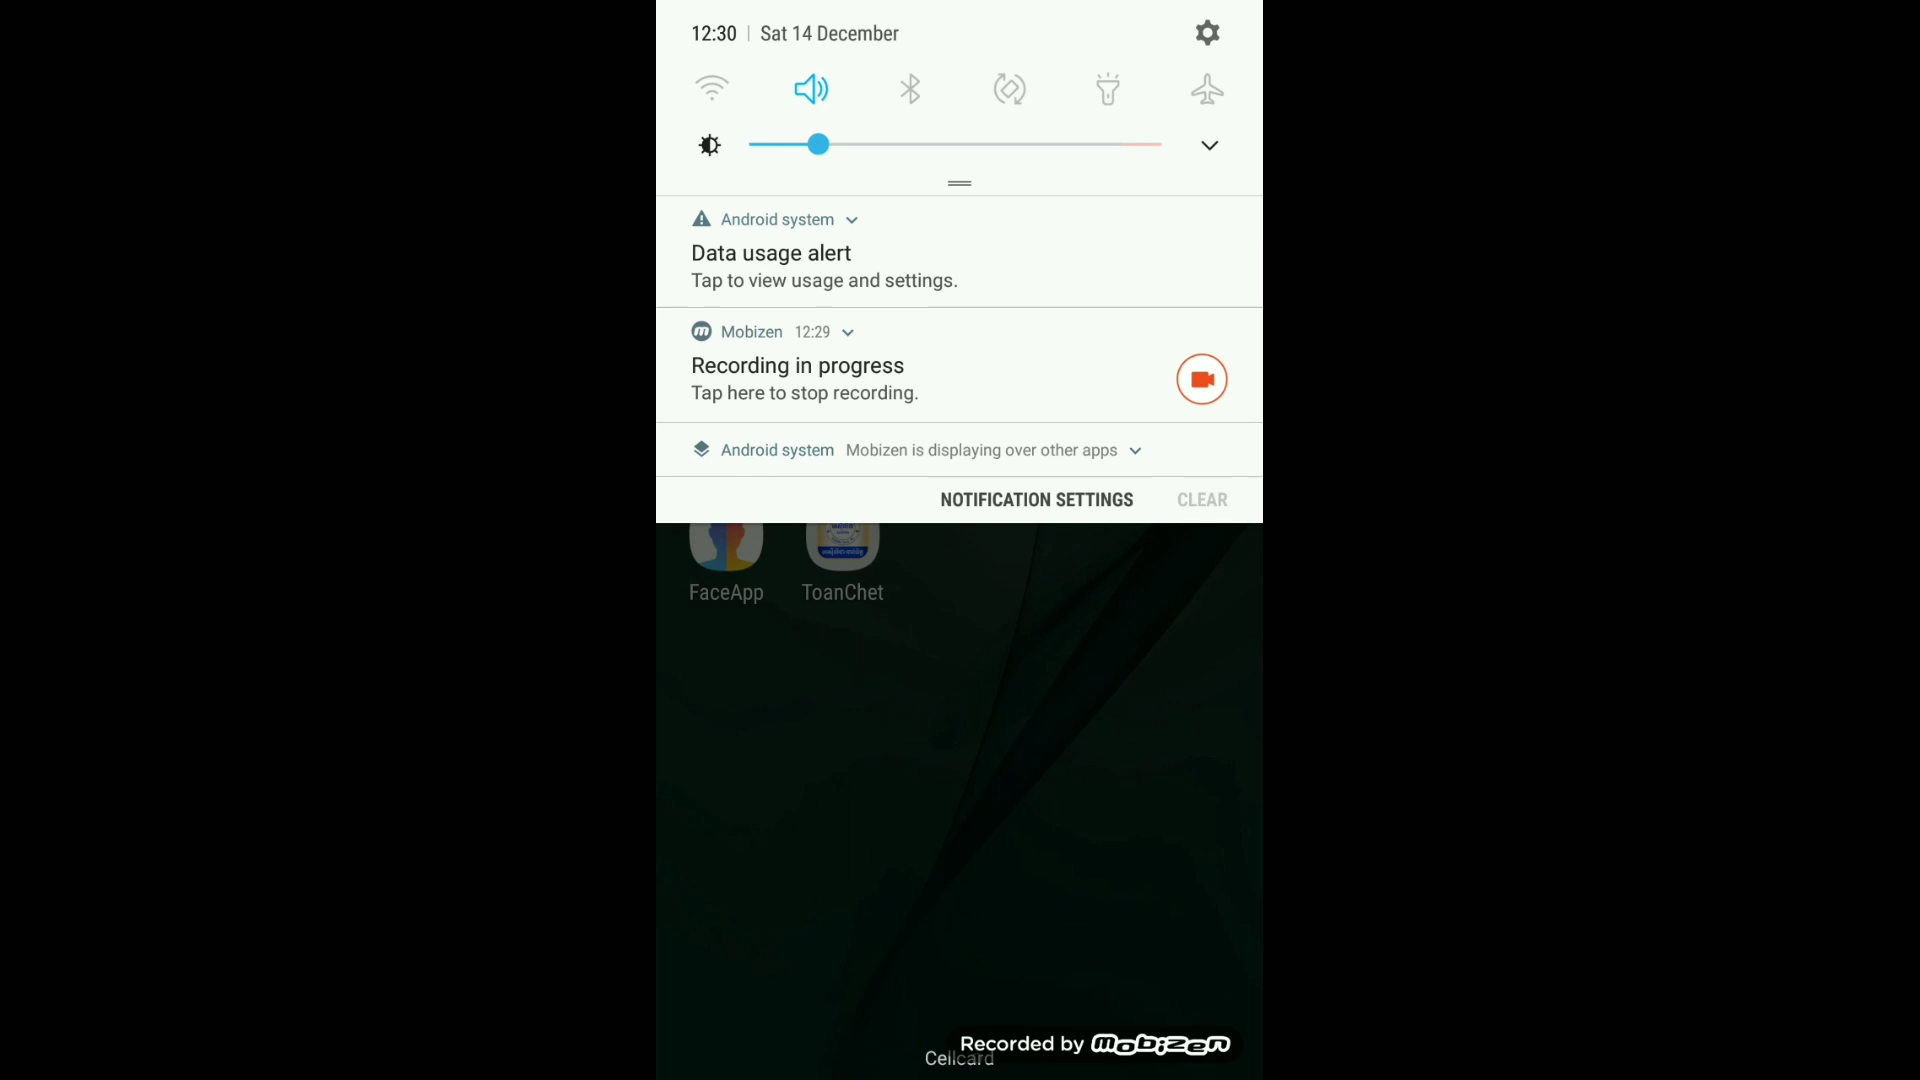 12:30 | Sat 14 December
Android system
Data usage alert
Tap to view usage and settings.
Mobizen 12:29
Recording in progress
Tap here to stop recording.
Android system Mobizen is displaying over other apps
NOTIFICATION SETTINGS CLEAR
FaceApp ToanChet
Recorded by mobizen
Cellcard